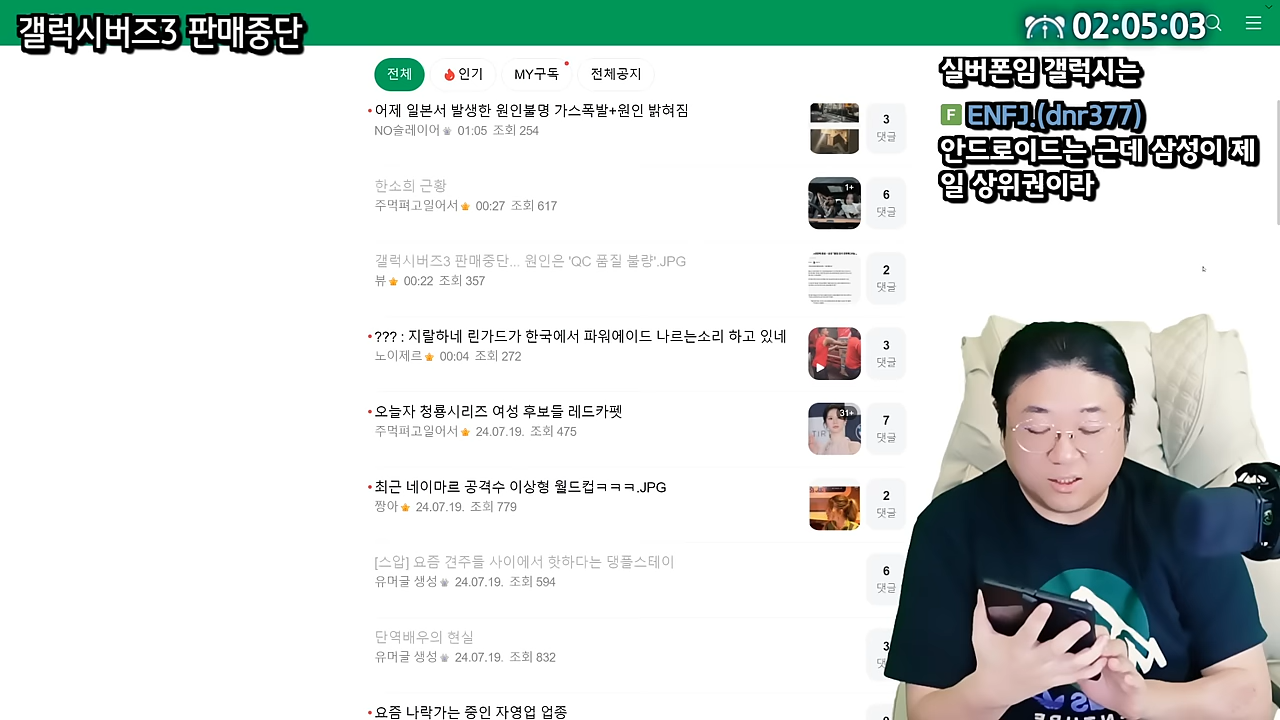 갤럭시버즈3 판매중단
02:05:03
전체
인기
MY구독
전체공지
어제 일본서 발생한 원인불명 가스폭발+원인 밝혀짐
NO슬레이어 01:05 조회 254
3
댓글
한소희 근황
주먹펴고일어서 00:27 조회 617
1+
6
댓글
갤럭시버즈3 판매중단... 원인은 'QC 품질 불량'.JPG
00:22 조회 357
2
댓글
??? : 지랄하네 린가드가 한국에서 파워에이드 나르는소리 하고 있네
노이제르 00:04 조회 272
3
댓글
오늘자 청룡시리즈 여성 후보들 레드카펫
주먹펴고일어서 24.07.19. 조회 475
31+
7
댓글
최근 네이마르 공격수 이상형 월드컵ㅋㅋㅋ.JPG
짱아 24.07.19. 조회 779
2
댓글
[스압] 요즘 견주들 사이에서 핫하다는 댕플스테이
유머글 생성 24.07.19. 조회 594
6
댓글
단역배우의 현실
유머글 생성 24.07.19. 조회 832
3
요즘 나락가는 중인 자영업 업종
실버폰임 갤럭시는
F ENFJ.(dnr377)
안드로이드는 근데 삼성이 제
일 상위권이라